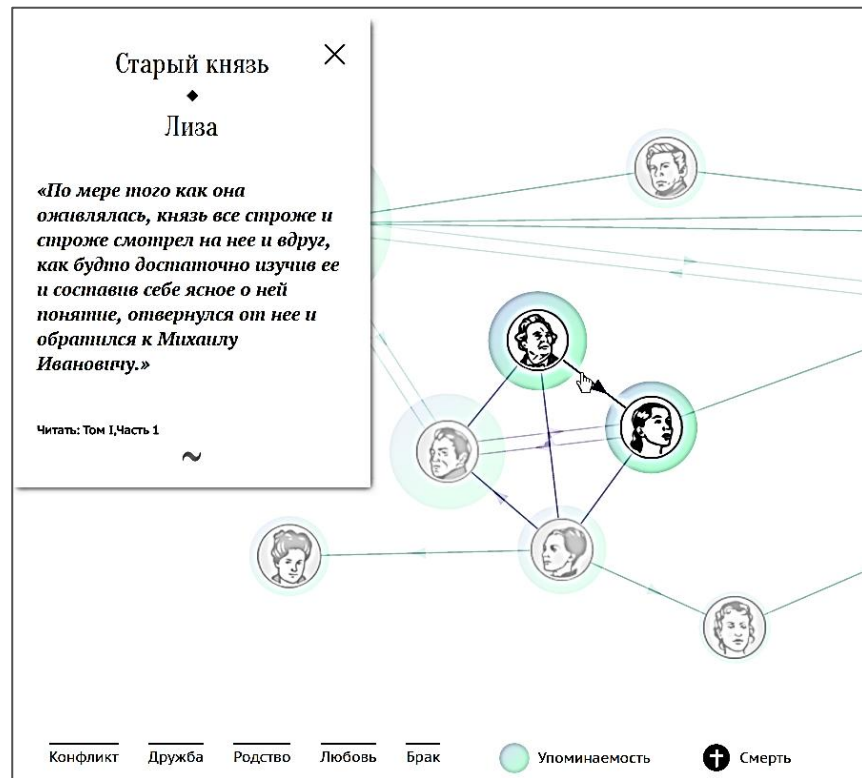 Старый князь
Лиза
«По мере того как она
оживлялась, князь все строже и
строже смотрел на нее и вдруг,
как будто достаточно изучив ее
и составив себе ясное о ней
понятие, отвернулся от нее и
обратился к Михаилу
Ивановичу.»
Читать: Том I,Часть 1
Конфликт Дружба Родство Любовь Брак Упоминаемость Смерть